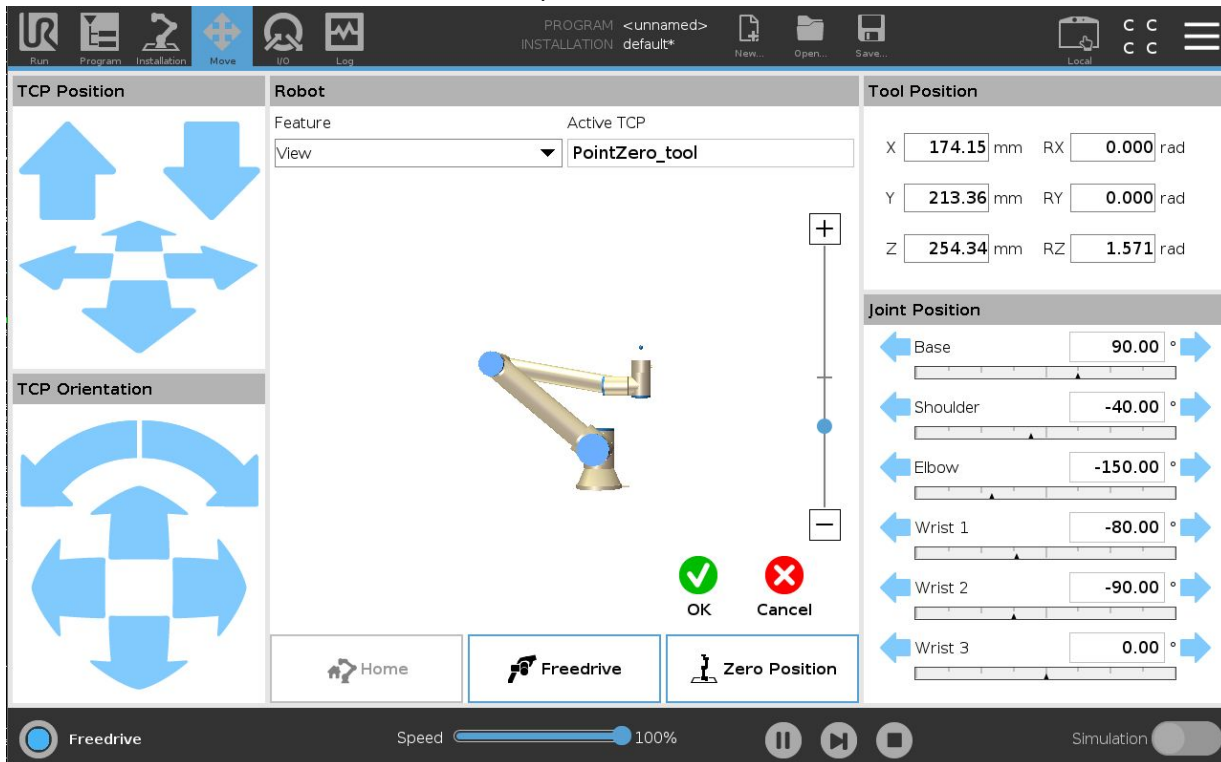 PROGRAM <unnamed>
INSTALLATION default*
UR
Run
Program
Installation
Move
I/O
Log
New...
Open...
Save...
Local
C C
C C
TCP Position
Robot
Tool Position
Feature
Active TCP
View
PointZero_tool
X 174.15 mm RX 0.000 rad
Y 213.36 mm RY 0.000 rad
Z 254.34 mm RZ 1.571 rad
+
−
Joint Position
Base 90.00 °
Shoulder -40.00 °
Elbow -150.00 °
Wrist 1 -80.00 °
Wrist 2 -90.00 °
Wrist 3 0.00 °
TCP Orientation
OK
Cancel
Home
Freedrive
Zero Position
Freedrive
Speed 100%
Simulation